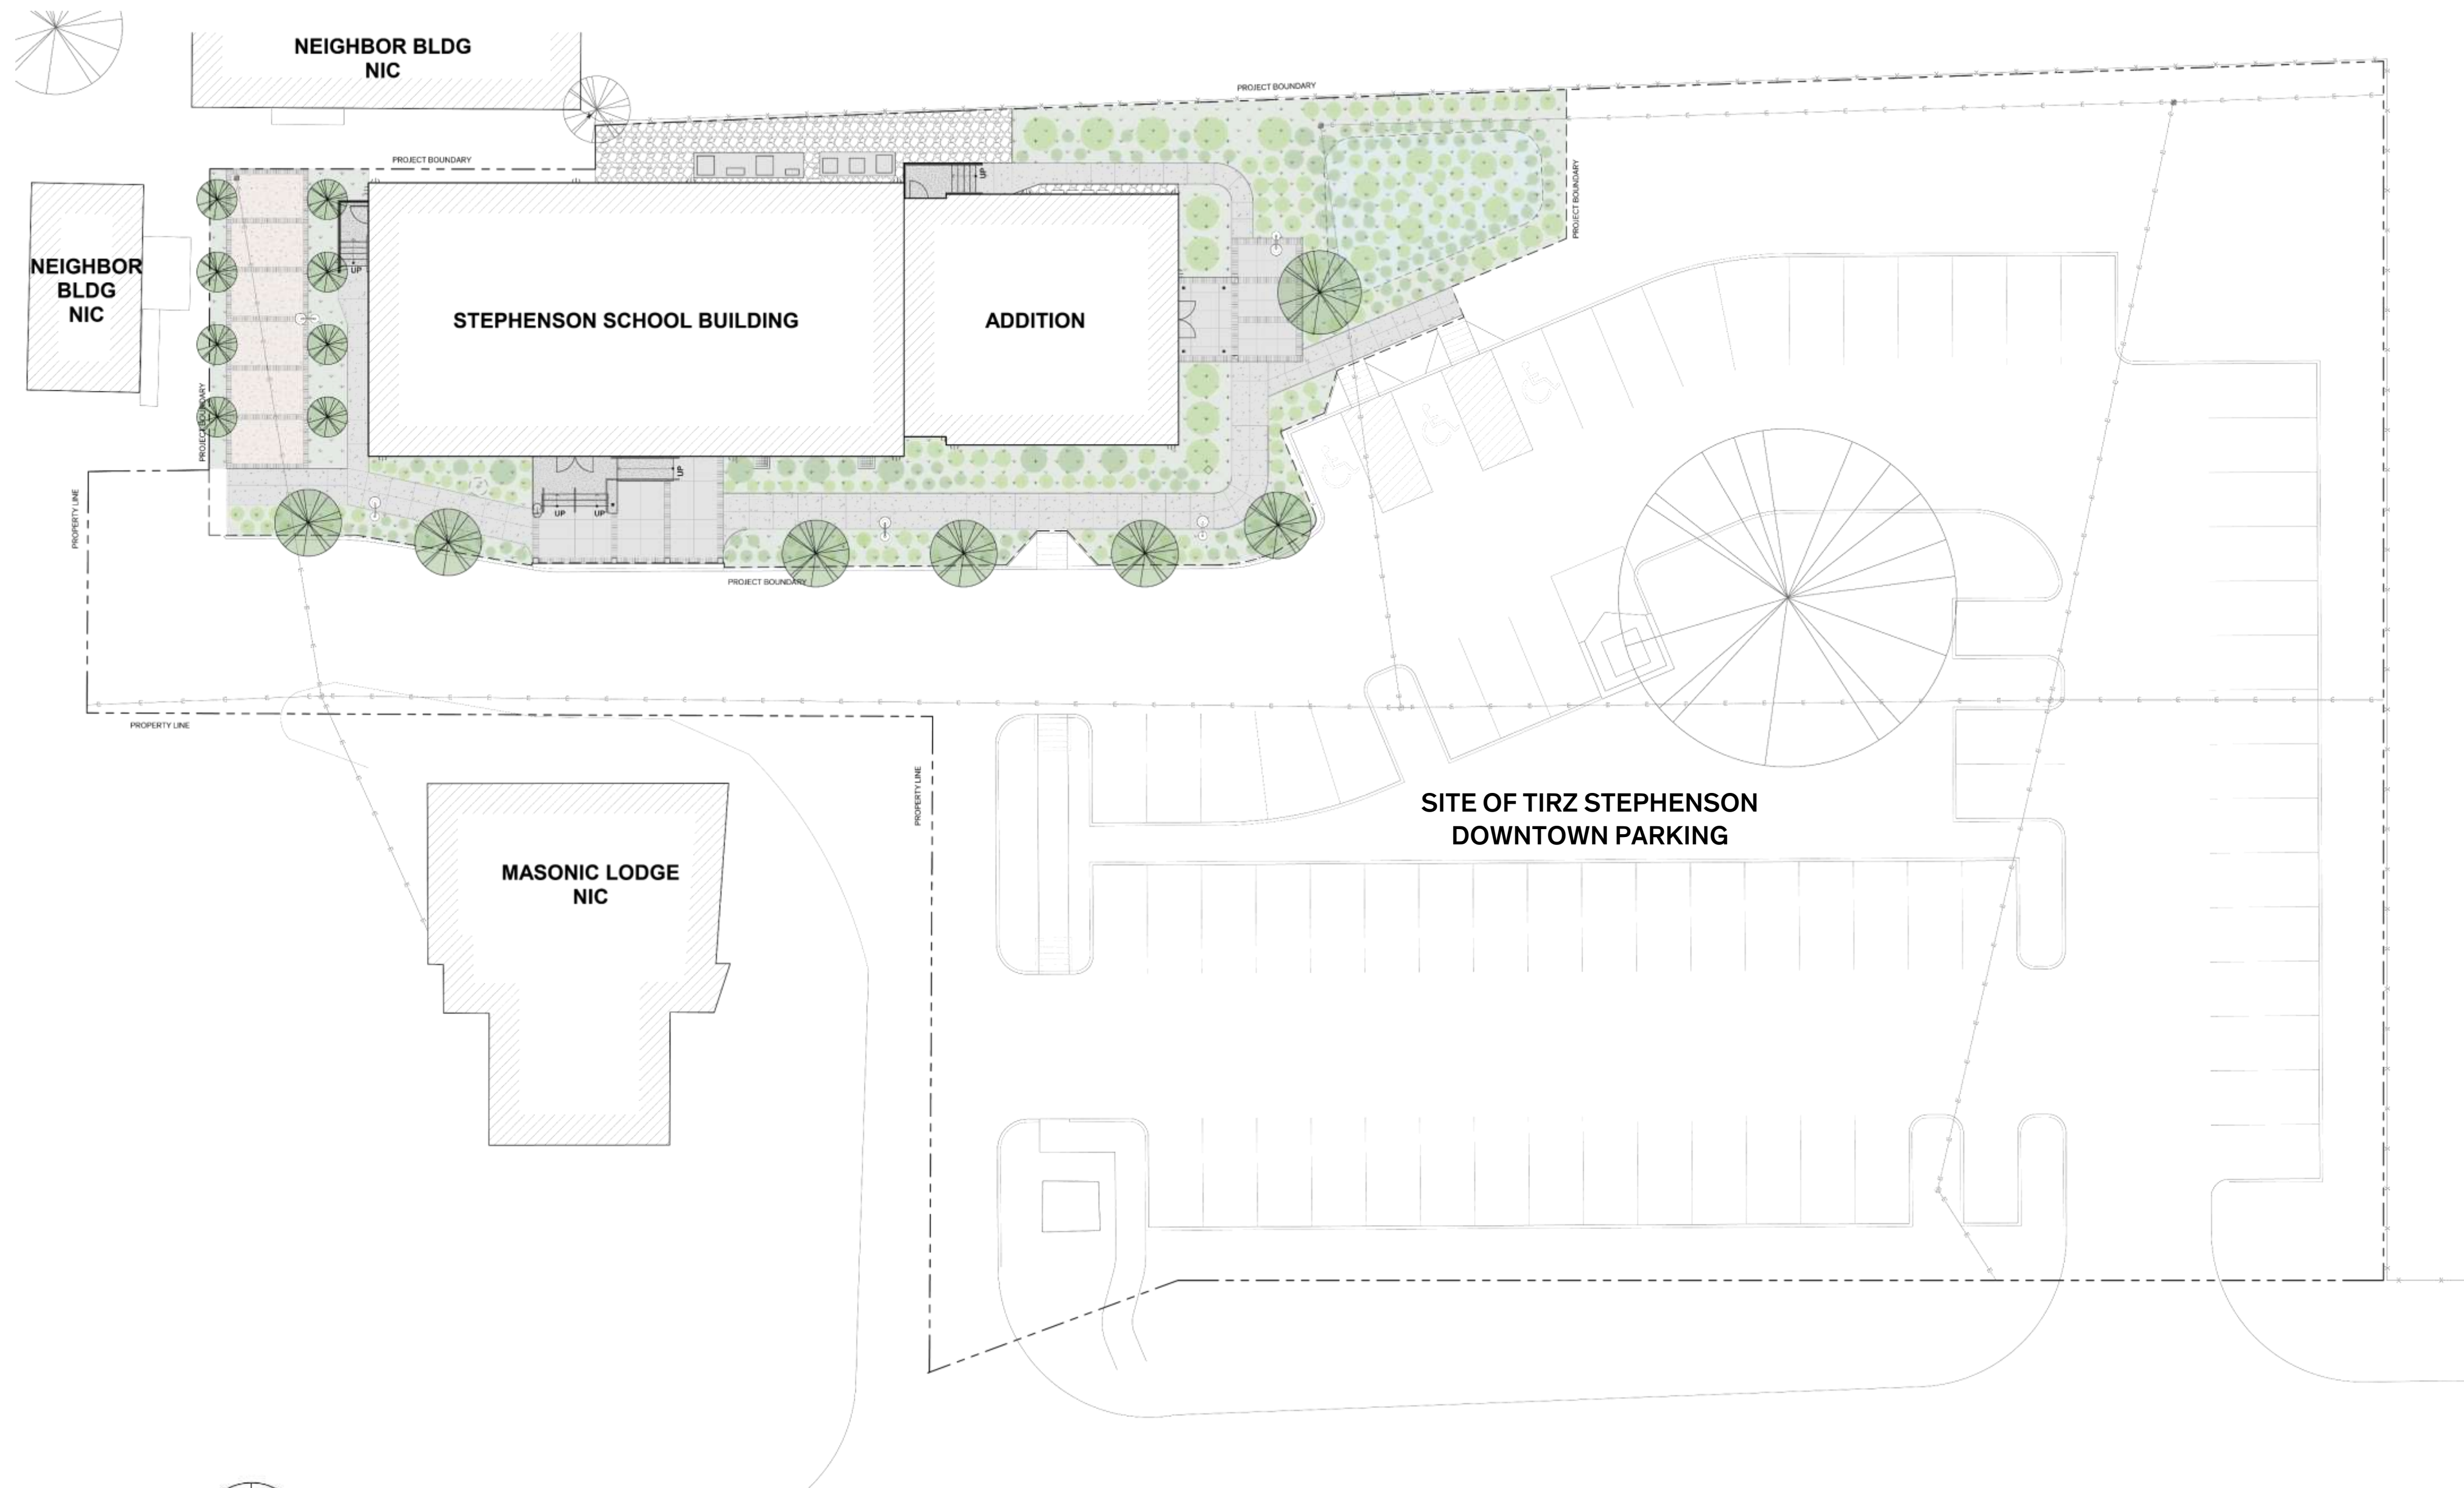 NEIGHBOR BLDG
NIC
PROJECT BOUNDARY
PROJECT BOUNDARY
PROJECT BOUNDARY
UP
NEIGHBOR
BLDG
NIC
UP
STEPHENSON SCHOOL BUILDING
ADDITION
PROJECT BOUNDARY
UP
UP
UP
PROPERTY LINE
PROJECT BOUNDARY
PROPERTY LINE
PROPERTY LINE
SITE OF TIRZ STEPHENSON
DOWNTOWN PARKING
MASONIC LODGE
NIC